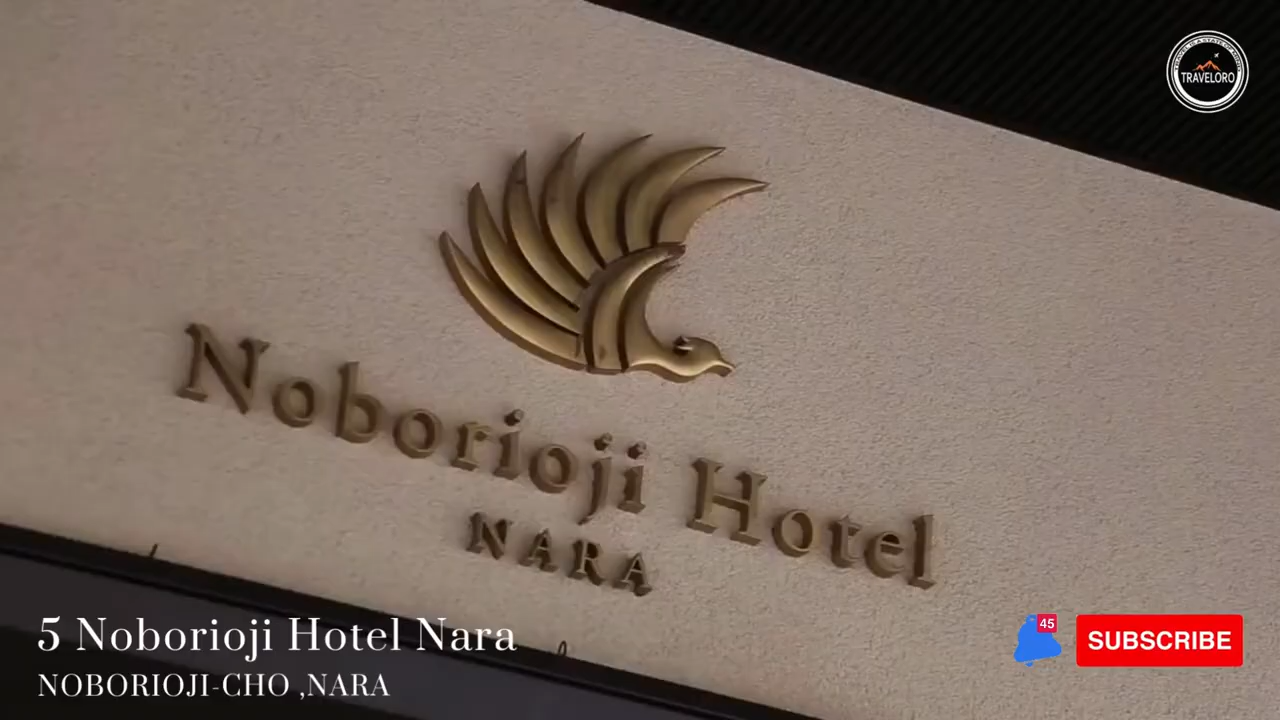 TRAVELORO
Noborioji Hotel
NARA
5 Noborioji Hotel Nara
NOBORIOJI-CHO ,NARA
45
SUBSCRIBE